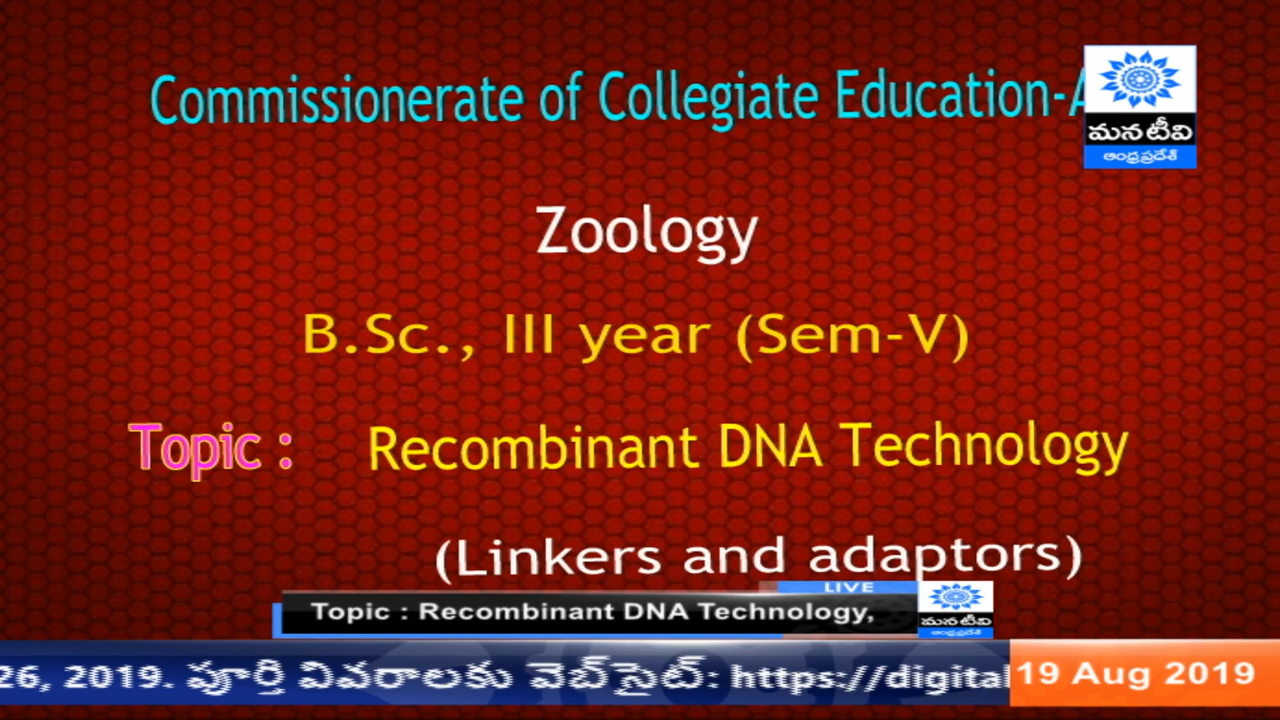 Commissionerate of Collegiate Education-A
మన టీవి
ఆంధ్రప్రదేశ్
Zoology
B.Sc., III year (Sem-V)
Topic : Recombinant DNA Technology
(Linkers and adaptors)
LIVE
Topic : Recombinant DNA Technology,
మన టీవి
ఆంధ్రప్రదేశ్
26, 2019. పూర్తి వివరాలకు వెబ్‌సైట్: https://digital
19 Aug 2019